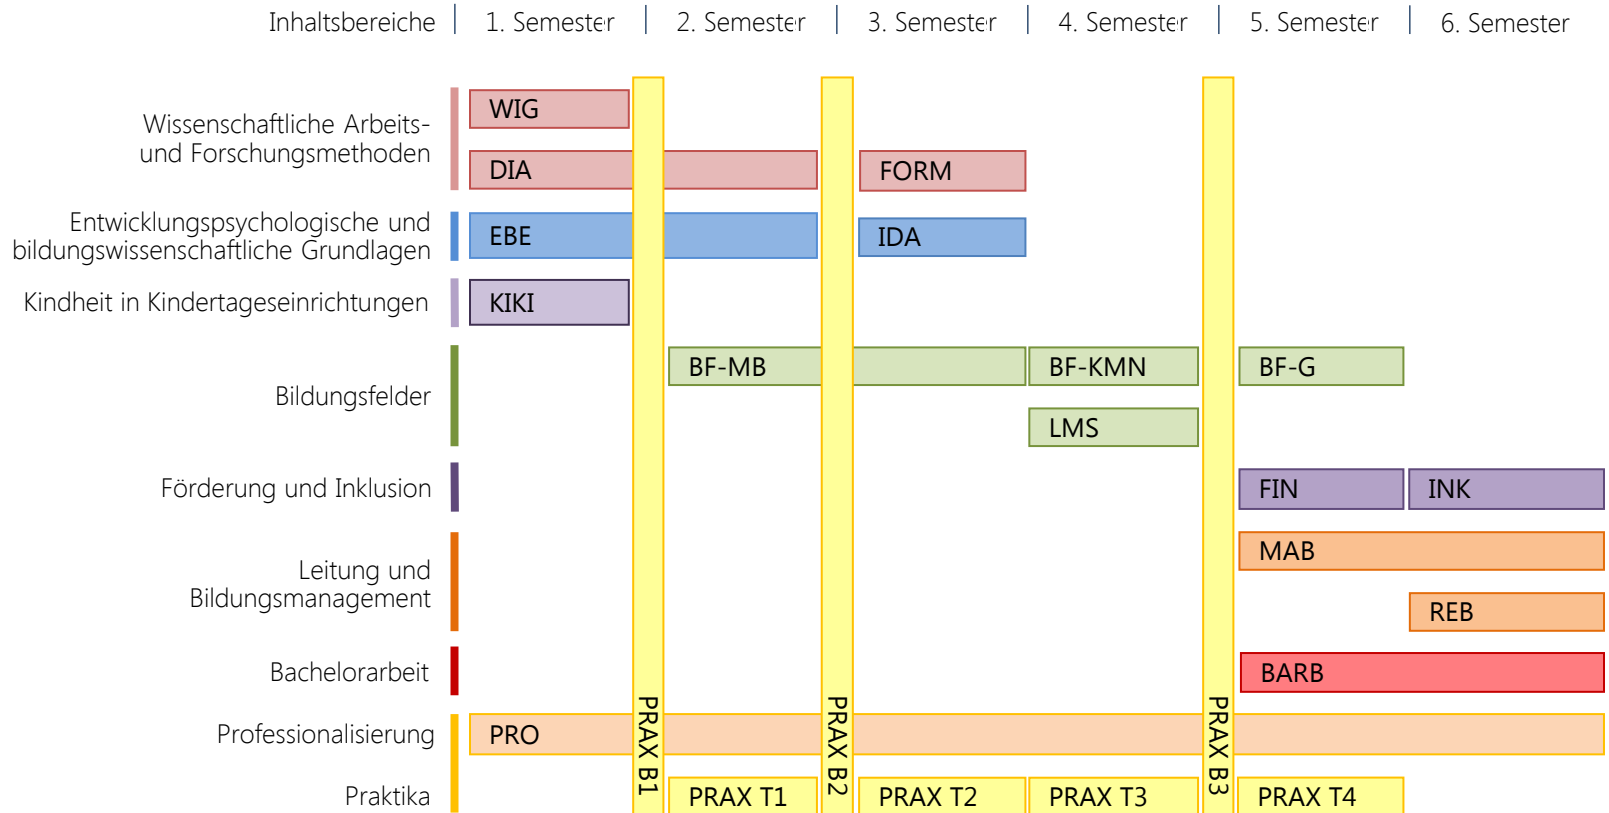 Inhaltsbereiche 1. Semester 2. Semester 3. Semester 4. Semester 5. Semester 6. Semester
Wissenschaftliche Arbeits-
und Forschungsmethoden
WIG
DIA FORM
Entwicklungspsychologische und
bildungswissenschaftliche Grundlagen
EBE IDA
Kindheit in Kindertageseinrichtungen KIKI
Bildungsfelder
BF-MB BF-KMN BF-G
LMS
Förderung und Inklusion FIN INK
Leitung und
Bildungsmanagement
MAB
REB
Bachelorarbeit BARB
Professionalisierung PRO
Praktika PRAX T1 PRAX T2 PRAX T3 PRAX T4
PRAX B1
PRAX B2
PRAX B3